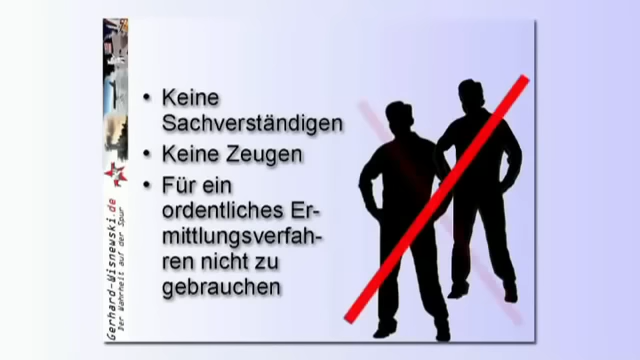 • Keine
Sachverständigen
• Keine Zeugen
• Für ein
ordentliches Er-
mittlungsverfah-
ren nicht zu
gebrauchen
Gerhard-Wisnewski.de
Der Wahrheit auf der Spur